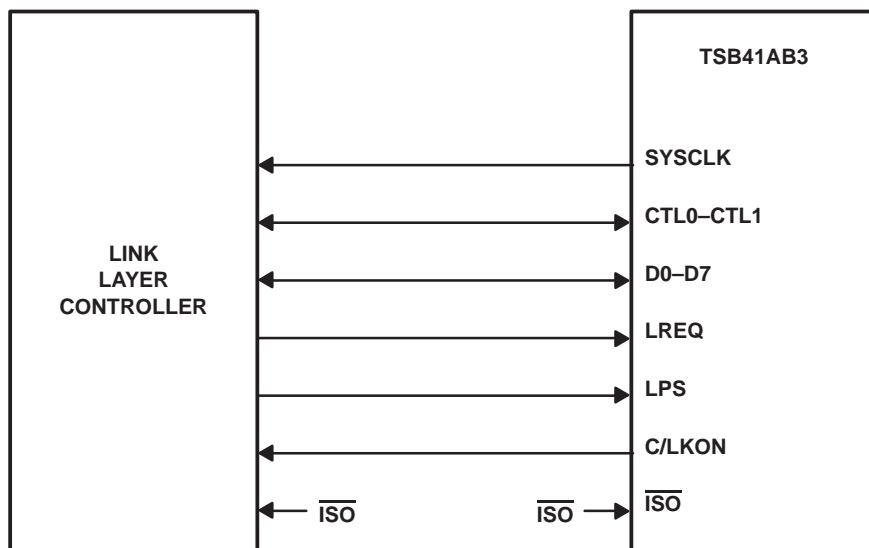 TSB41AB3
SYSCLK
CTL0–CTL1
D0–D7
LREQ
LPS
C/LKON
ISO
LINK
LAYER
CONTROLLER
ISO
ISO